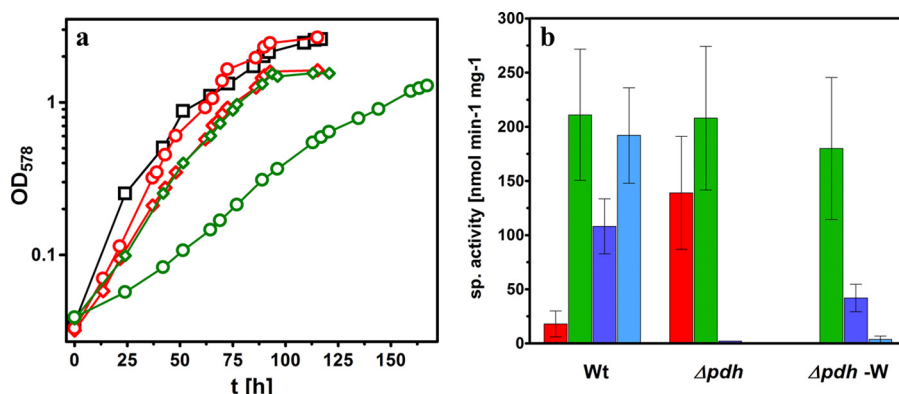 a
OD578
1
0.1
0 25 50 75 100 125 150
t [h]
b
sp. activity [nmol min-1 mg-1]
300
250
200
150
100
50
0
Wt Δpdh Δpdh -W